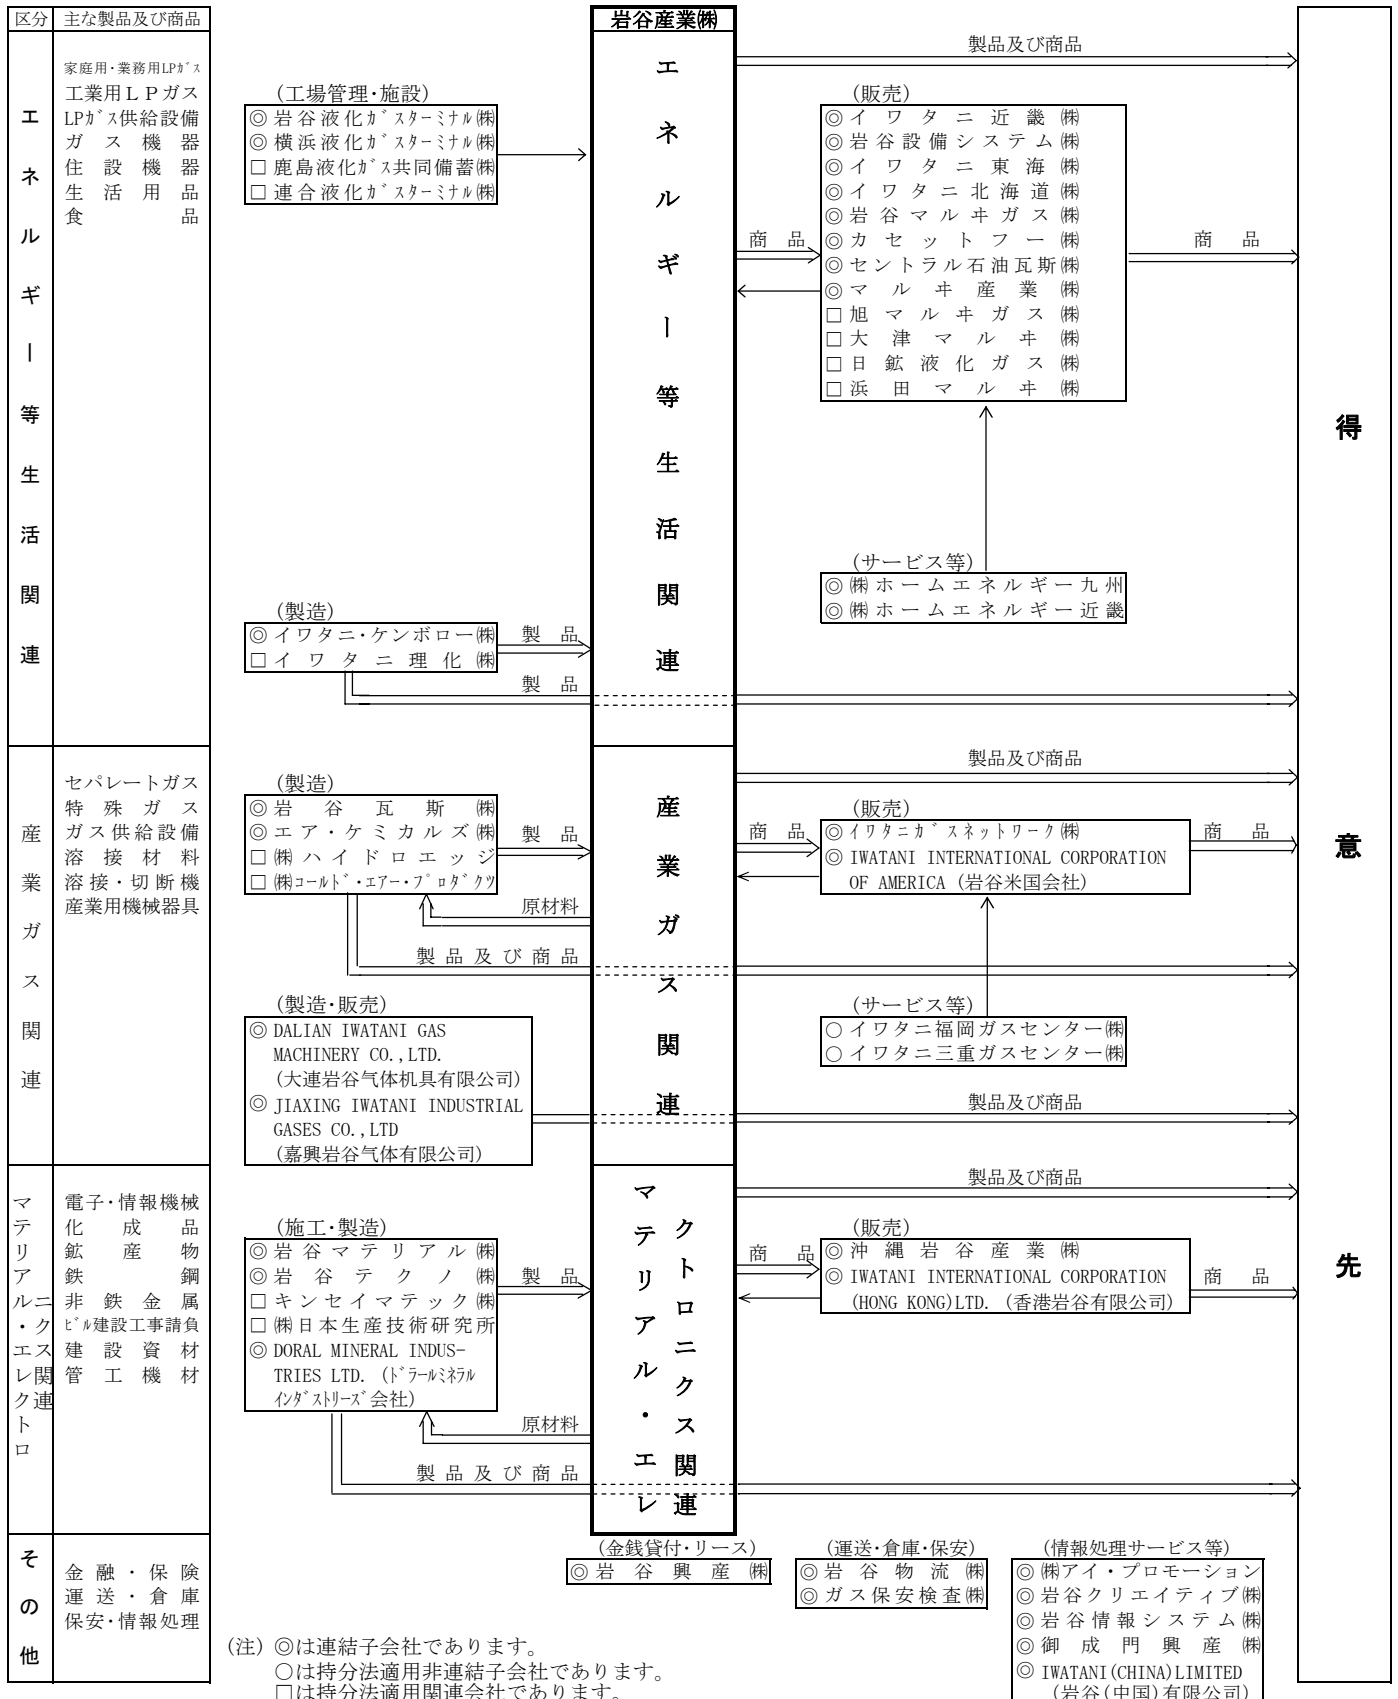 区分
主な製品及び商品
岩谷産業㈱
エネルギー等生活関連
家庭用・業務用LPガス
工業用LPガス
LPガス供給設備
ガス機器
住設機器
生活用品
食品
(工場管理・施設)
◎岩谷液化ガスターミナル㈱
◎横浜液化ガスターミナル㈱
□鹿島液化ガス共同備蓄㈱
□連合液化ガスターミナル㈱
エネルギー等生活関連
製品及び商品
(販売)
◎イワタニ近畿㈱
◎岩谷設備システム㈱
◎イワタニ東海㈱
◎イワタニ北海道㈱
◎岩谷マルヰガス㈱
◎カセットフー㈱
◎セントラル石油瓦斯㈱
◎マルヰ産業㈱
□旭マルヰガス㈱
□大津マルヰ㈱
□日鉱液化ガス㈱
□浜田マルヰ㈱
商品
商品
(サービス等)
◎㈱ホームエネルギー九州
◎㈱ホームエネルギー近畿
(製造)
◎イワタニ・ケンボロー㈱
□イワタニ理化㈱
製品
製品
得意先
産業ガス関連
セパレートガス
特殊ガス
ガス供給設備
溶接材料
溶接・切断機
産業用機械器具
(製造)
◎岩谷瓦斯㈱
◎エア・ケミカルズ㈱
□㈱ハイドロエッジ
□㈱コールド・エアー・プロダクツ
製品
原材料
製品及び商品
(製造・販売)
◎DALIAN IWATANI GAS
MACHINERY CO.,LTD.
(大連岩谷气体机具有限公司)
◎JIAXING IWATANI INDUSTRIAL
GASES CO.,LTD
(嘉興岩谷气体有限公司)
産業ガス関連
製品及び商品
(販売)
◎イワタニガスネットワーク㈱
◎IWATANI INTERNATIONAL CORPORATION
OF AMERICA (岩谷米国会社)
商品
商品
(サービス等)
○イワタニ福岡ガスセンター㈱
○イワタニ三重ガスセンター㈱
製品及び商品
マテリアル・エレクトロニクス関連
電子・情報機械
化成品
鉱産物
鉄鋼
非鉄金属
ビル建設工事請負
建設資材
管工機材
(施工・製造)
◎岩谷マテリアル㈱
◎岩谷テクノ㈱
□キンセイマテック㈱
□㈱日本生産技術研究所
◎DORAL MINERAL INDUS-
TRIES LTD. (ドラールミネラル
インダストリーズ会社)
製品
原材料
製品及び商品
マテリアル・エレクトロニクス関連
製品及び商品
(販売)
◎沖縄岩谷産業㈱
◎IWATANI INTERNATIONAL CORPORATION
(HONG KONG)LTD. (香港岩谷有限公司)
商品
商品
その他
金融・保険
運送・倉庫
保安・情報処理
(金銭貸付・リース)
◎岩谷興産㈱
(運送・倉庫・保安)
◎岩谷物流㈱
◎ガス保安検査㈱
(情報処理サービス等)
◎㈱アイ・プロモーション
◎岩谷クリエイティブ㈱
◎岩谷情報システム㈱
◎御成門興産㈱
◎IWATANI(CHINA)LIMITED
(岩谷(中国)有限公司)
(注) ◎は連結子会社であります。
○は持分法適用非連結子会社であります。
□は持分法適用関連会社であります。